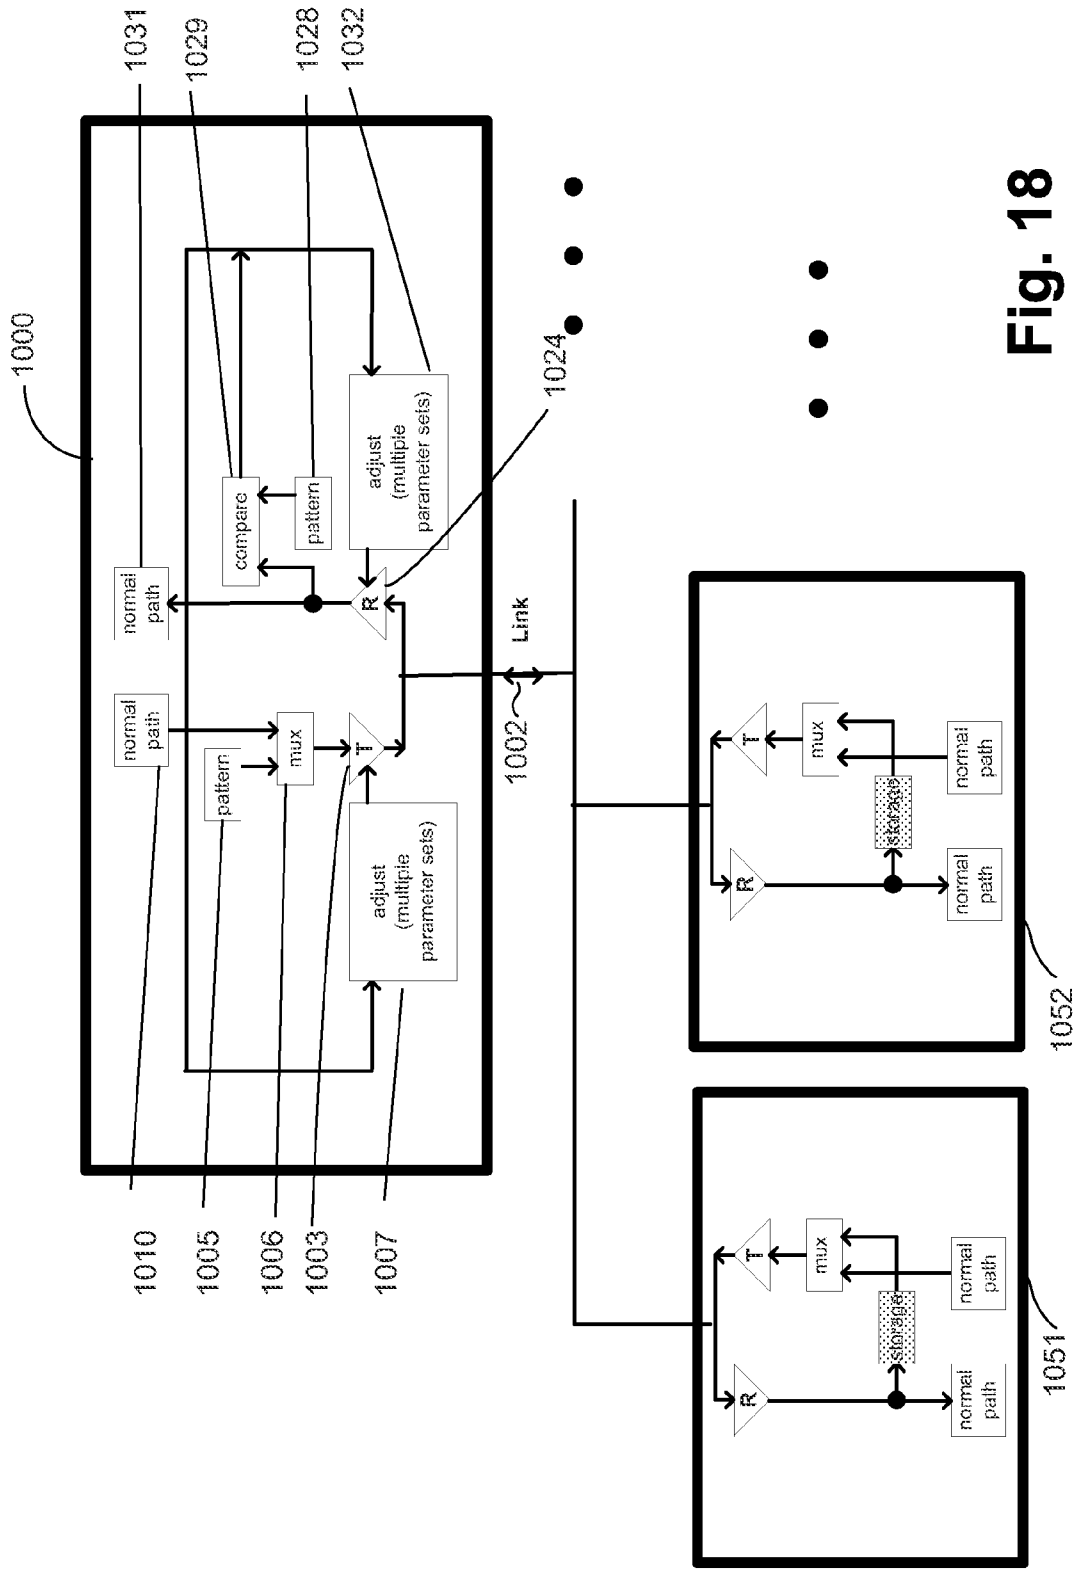 1000
1031
1029
1028
1032
normal
path
normal
path
compare
pattern
pattern
mux
R
T
adjust
(multiple
parameter sets)
adjust
(multiple
parameter sets)
1010
1005
1006
1003
1007
1024
1002
Link
R
T
mux
storage
normal
path
normal
path
1051
R
T
mux
storage
normal
path
normal
path
1052
Fig. 18